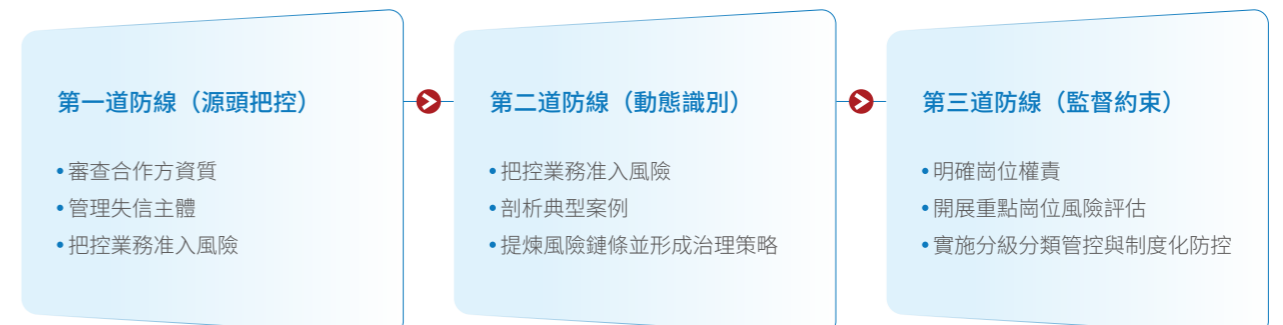 第一道防線（源頭把控）
•審查合作方資質
•管理失信主體
•把控業務准入風險
第二道防線（動態識別）
•把控業務准入風險
•剖析典型案例
•提煉風險鏈條並形成治理策略
第三道防線（監督約束）
•明確崗位權責
•開展重點崗位風險評估
•實施分級分類管控與制度化防控